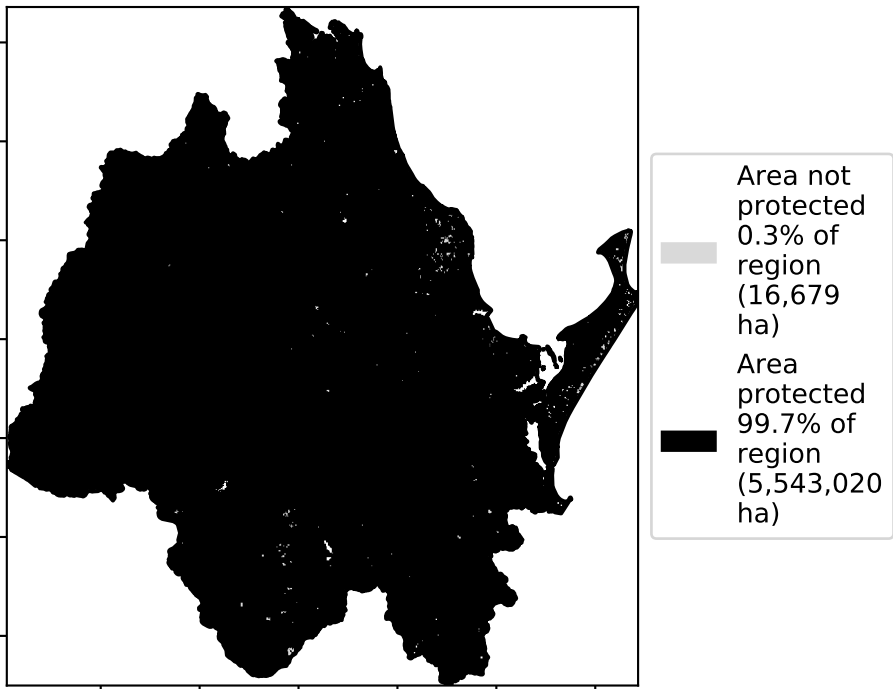 Area not
protected
0.3% of
region
(16,679
ha)
Area
protected
99.7% of
region
(5,543,020
ha)